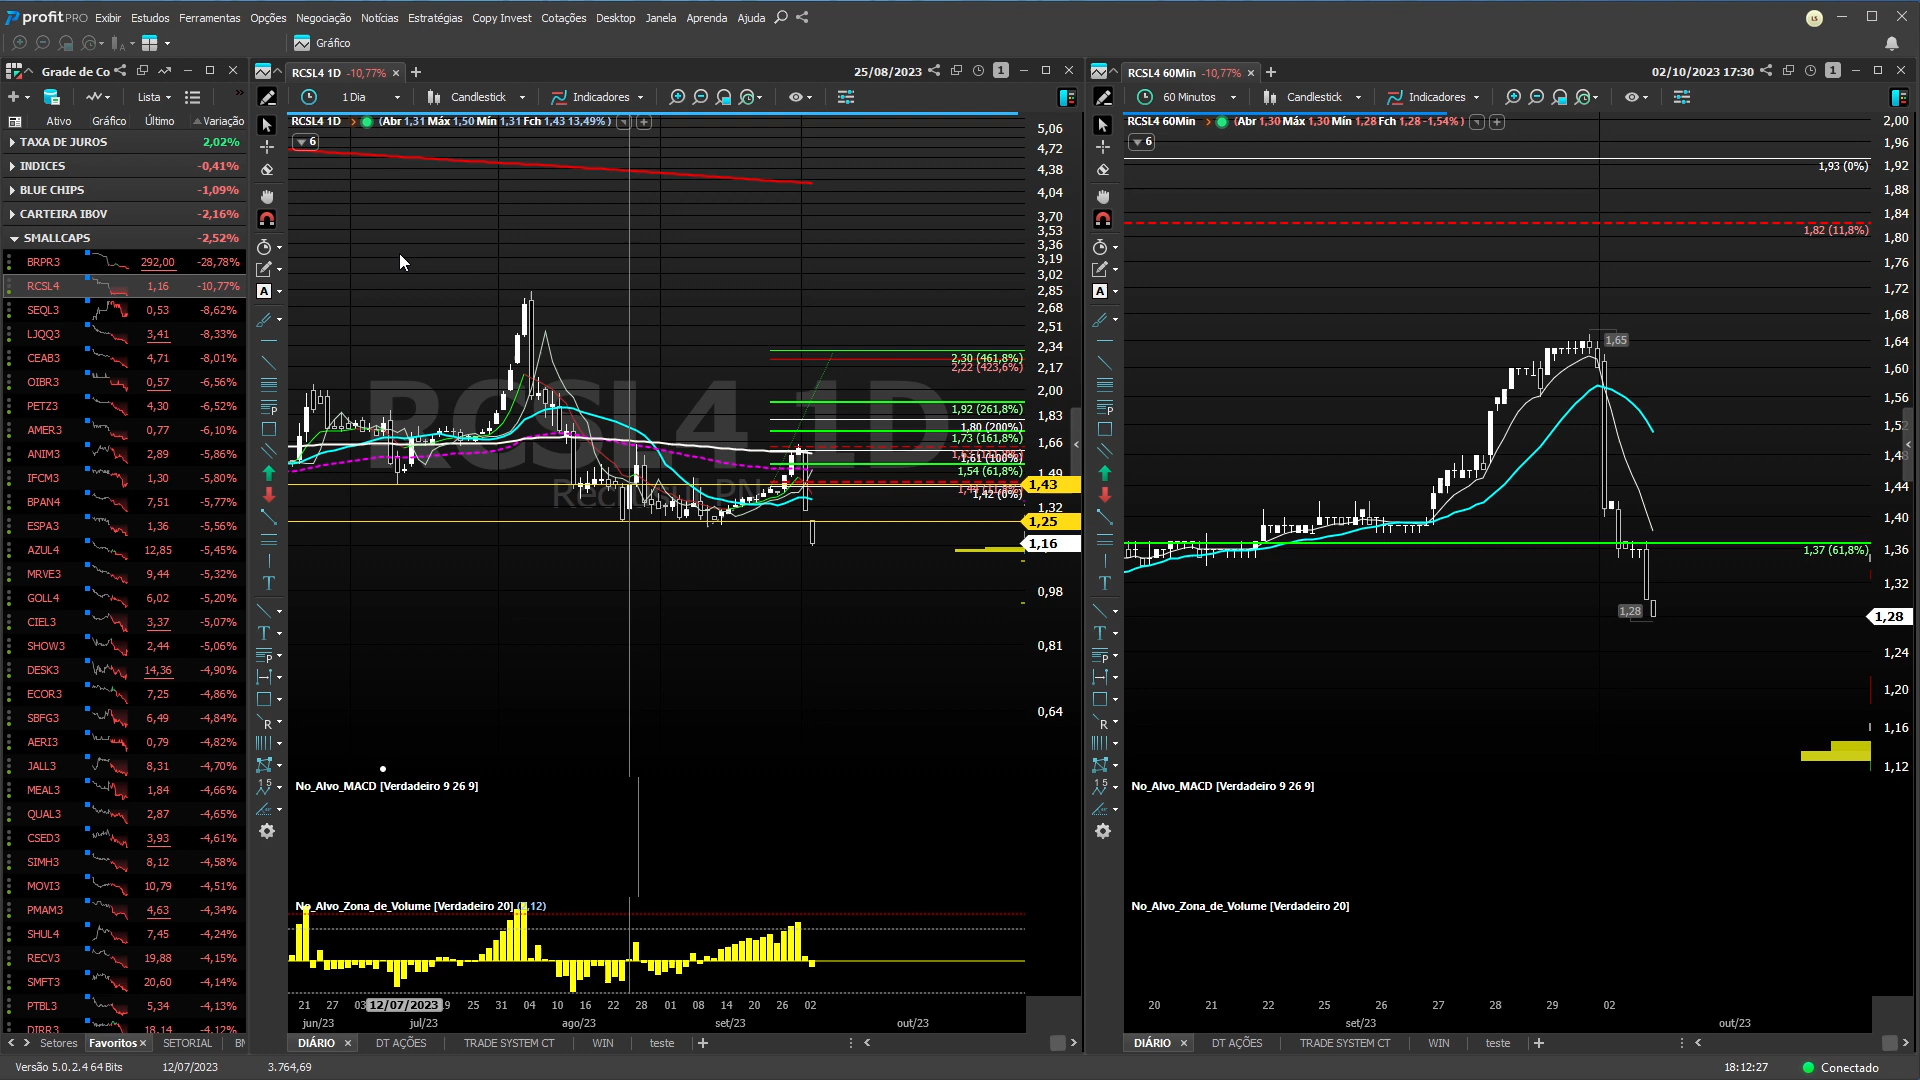 profitPRO Exibir Estudos Ferramentas Opções Negociação Notícias Estratégias Copy Invest Cotações Desktop Janela Aprenda Ajuda LS
Gráfico
Grade de Co
Lista
Ativo Gráfico Último Variação
TAXA DE JUROS 2,02%
INDICES -0,41%
BLUE CHIPS -1,09%
CARTEIRA IBOV -2,16%
SMALLCAPS -2,52%
BRPR3 292,00 -28,78%
RCSL4 1,16 -10,77%
SEQL3 0,53 -8,62%
LJQQ3 3,41 -8,33%
CEAB3 4,71 -8,01%
OIBR3 0,57 -6,56%
PETZ3 4,30 -6,52%
AMER3 0,77 -6,10%
ANIM3 2,89 -5,86%
IFCM3 1,30 -5,80%
BPAN4 7,51 -5,77%
ESPA3 1,36 -5,56%
AZUL4 12,85 -5,45%
MRVE3 9,44 -5,32%
GOLL4 6,02 -5,20%
CIEL3 3,37 -5,07%
SHOW3 2,44 -5,06%
DESK3 14,36 -4,90%
ECOR3 7,25 -4,86%
SBFG3 6,49 -4,84%
AERI3 0,79 -4,82%
JALL3 8,31 -4,70%
MEAL3 1,84 -4,66%
QUAL3 2,87 -4,65%
CSED3 3,93 -4,61%
SIMH3 8,12 -4,58%
MOVI3 10,79 -4,51%
PMAM3 4,63 -4,34%
SHUL4 7,45 -4,24%
RECV3 19,88 -4,15%
SMFT3 20,60 -4,14%
PTBL3 5,34 -4,13%
DIRR3 18,14 -4,12%
Setores Favoritos SETORIAL
RCSL4 1D -10,77% 25/08/2023 1
1 Dia Candlestick Indicadores
RCSL4 1D (Abr 1,31 Máx 1,50 Mín 1,31 Fch 1,43 13,49%)
6
RCSL4 1D
5,06
4,72
4,38
4,04
3,70
3,53
3,36
3,19
3,02
2,85
2,68
2,51
2,34
2,17
2,00
1,83
1,66
1,49
1,43
1,32
1,25
1,16
0,98
0,81
0,64
2,30 (461,8%)
2,22 (423,6%)
1,92 (261,8%)
1,80 (200%)
1,73 (161,8%)
1,61 (100%)
1,54 (61,8%)
1,42 (0%)
No_Alvo_MACD [Verdadeiro 9 26 9]
No_Alvo_Zona_de_Volume [Verdadeiro 20]
21 27 03 12/07/2023 9 25 31 04 10 16 22 28 01 08 14 20 26 02
jun/23 jul/23 ago/23 set/23 out/23
DIÁRIO DT AÇÕES TRADE SYSTEM CT WIN teste
RCSL4 60Min -10,77% 02/10/2023 17:30 1
60 Minutos Candlestick Indicadores
RCSL4 60Min (Abr 1,30 Máx 1,30 Mín 1,28 Fch 1,28 -1,54%)
6
2,00
1,96
1,92
1,88
1,84
1,80
1,76
1,72
1,68
1,64
1,60
1,56
1,44
1,40
1,36
1,32
1,28
1,24
1,20
1,16
1,12
1,93 (0%)
1,82 (11,8%)
1,65
1,37 (61,8%)
1,28
No_Alvo_MACD [Verdadeiro 9 26 9]
No_Alvo_Zona_de_Volume [Verdadeiro 20]
20 21 22 25 26 27 28 29 02
set/23 out/23
DIÁRIO DT AÇÕES TRADE SYSTEM CT WIN teste
Versão 5.0.2.4 64 Bits 12/07/2023 3.764,69 18:12:27 Conectado